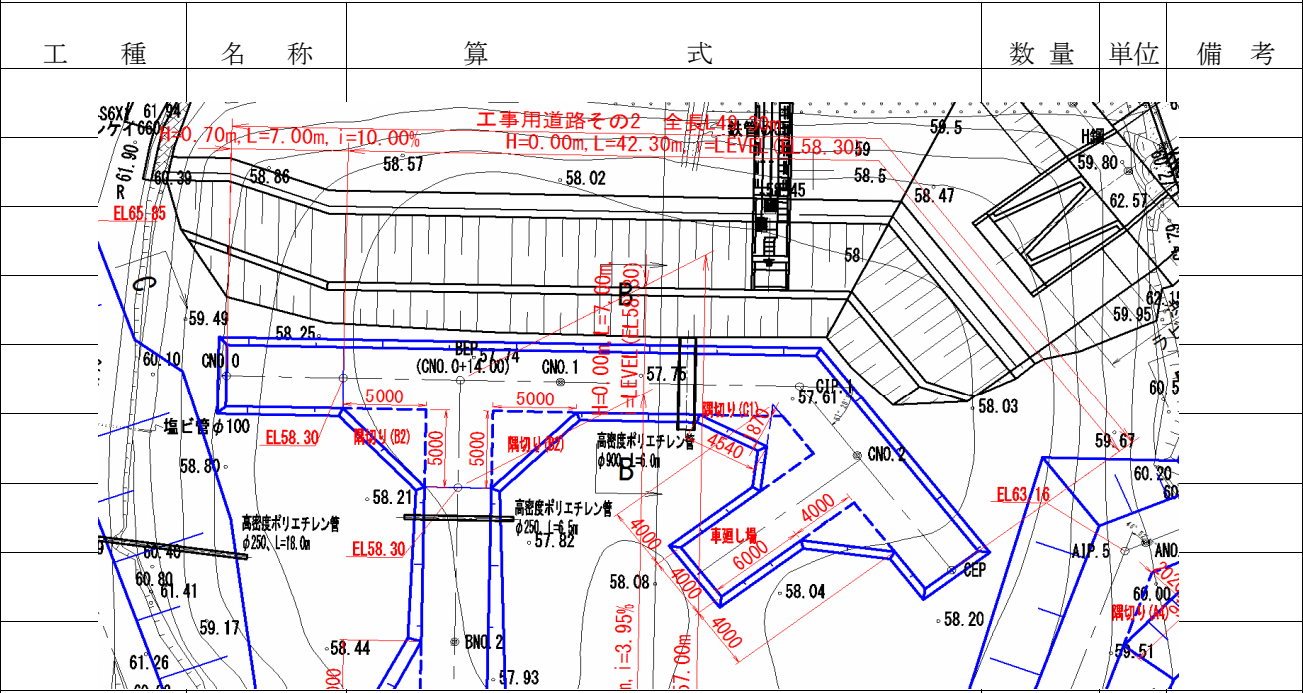 工 種 名 称 算 式 数 量 単位 備 考
61.94
工事用道路その2 全長L49.30m
H=0.70m, L=7.00m, i=10.00%
H=0.00m, L=42.30m, i=LEVEL(EL58.30)
59.5
H鋼
61.90
58.57
59
59.80
R
60.39
58.86
58.02
58.5
58.45
58.47
62.57
EL65.85
58
C
B
H=0.00m, L=7.00m
i=LEVEL(EL58.30)
59.49
58.25
59.95
60.10
CNO.0
BEP
57.74
(CNO.0+14.00)
CNO.1
57.75
CIP.1
57.61
5000
5000
隅切り(C1)
1870
58.03
塩ビ管φ100
EL58.30
隅切り(B2)
5000
5000
隅切り(B2)
高密度ポリエチレン管
φ900, L=6.0m
4540
CNO.2
59.67
58.80
B
60.20
58.21
EL63.16
高密度ポリエチレン管
φ250, L=18.0m
高密度ポリエチレン管
φ250, L=6.5m
57.82
4000
4000
車廻し場
6000
EL58.30
60.40
AIP.5
ANO.
60.80
61.41
58.08
4000
58.04
CEP
60.00
59.17
4000
58.20
隅切り(A4)
58.44
BNO.2
59.51
61.26
57.93
i=3.95%
57.00m